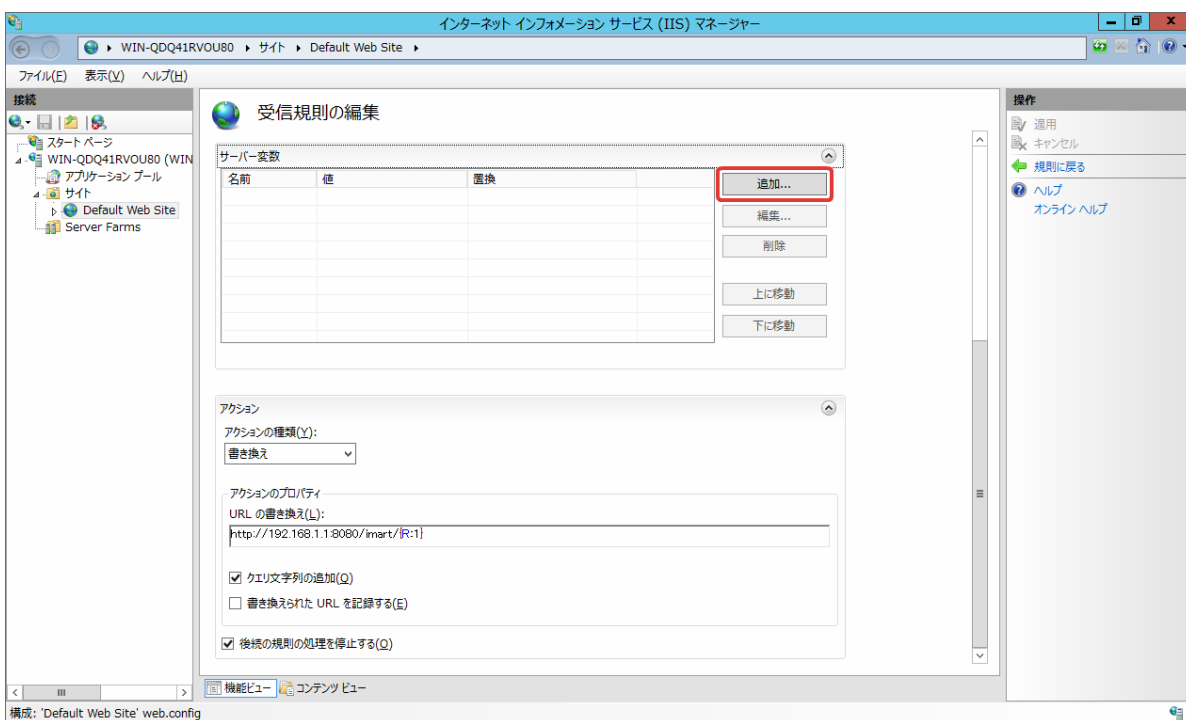 インターネット インフォメーション サービス (IIS) マネージャー
WIN-QDQ41RVOU80 サイト Default Web Site
ファイル(F) 表示(V) ヘルプ(H)
接続
スタート ページ
WIN-QDQ41RVOU80 (WIN
アプリケーション プール
サイト
Default Web Site
Server Farms
受信規則の編集
サーバー変数
名前 値 置換
追加...
編集...
削除
上に移動
下に移動
アクション
アクションの種類(Y):
書き換え
アクションのプロパティ
URL の書き換え(L):
http://192.168.1.1:8080/imart/{R:1}
クエリ文字列の追加(Q)
書き換えられた URL を記録する(E)
後続の規則の処理を停止する(O)
機能ビュー コンテンツ ビュー
操作
適用
キャンセル
規則に戻る
ヘルプ
オンライン ヘルプ
構成: 'Default Web Site' web.config